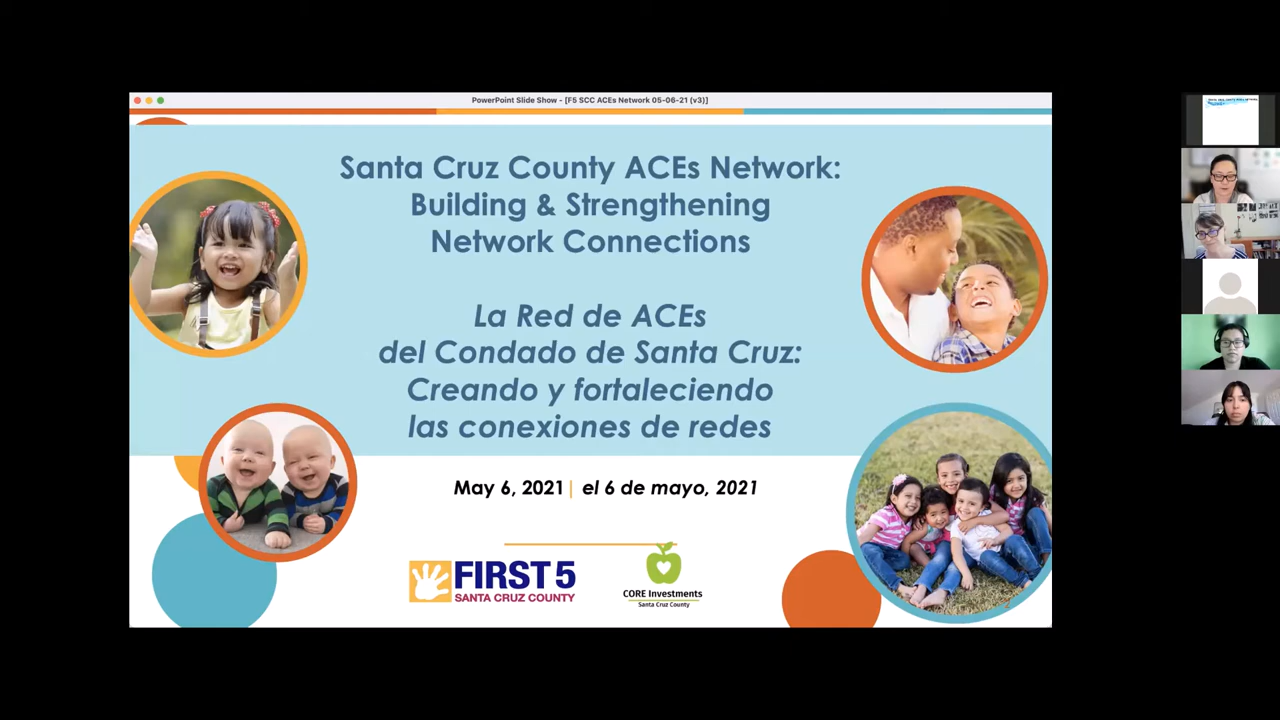 PowerPoint Slide Show - [F5 SCC ACEs Network 05-06-21 (v3)]
Santa Cruz County ACEs Network:
Building & Strengthening
Network Connections
La Red de ACEs
del Condado de Santa Cruz:
Creando y fortaleciendo
las conexiones de redes
May 6, 2021 | el 6 de mayo, 2021
FIRST 5
SANTA CRUZ COUNTY
CORE Investments
Santa Cruz County
2